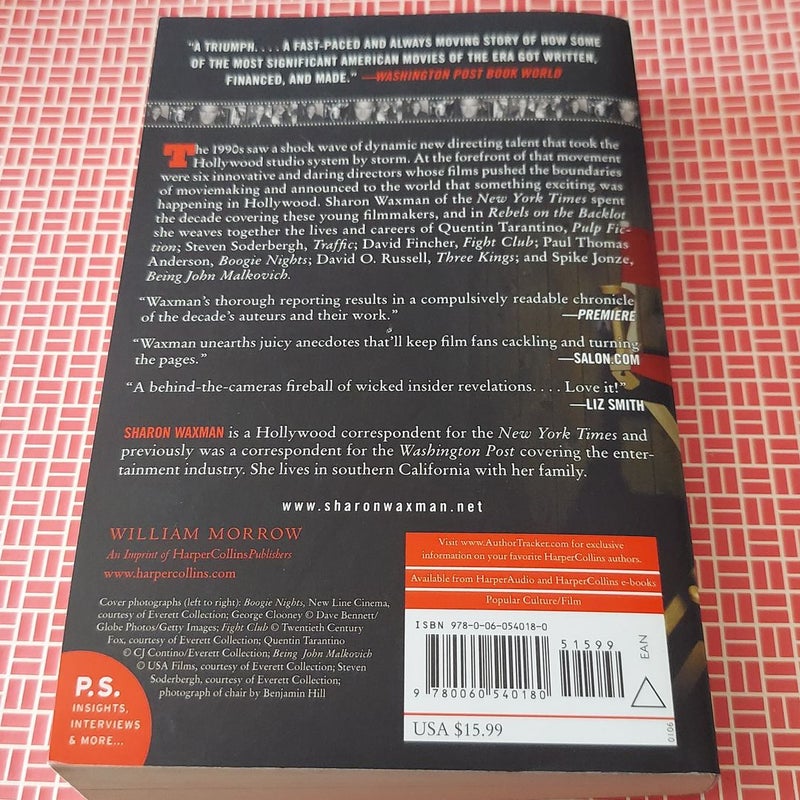 "A TRIUMPH. . . . A FAST-PACED AND ALWAYS MOVING STORY OF HOW SOME
OF THE MOST SIGNIFICANT AMERICAN MOVIES OF THE ERA GOT WRITTEN,
FINANCED, AND MADE." —WASHINGTON POST BOOK WORLD
The 1990s saw a shock wave of dynamic new directing talent that took the
Hollywood studio system by storm. At the forefront of that movement
were six innovative and daring directors whose films pushed the boundaries
of moviemaking and announced to the world that something exciting was
happening in Hollywood. Sharon Waxman of the New York Times spent
the decade covering these young filmmakers, and in Rebels on the Backlot
she weaves together the lives and careers of Quentin Tarantino, Pulp Fic-
tion; Steven Soderbergh, Traffic; David Fincher, Fight Club; Paul Thomas
Anderson, Boogie Nights; David O. Russell, Three Kings; and Spike Jonze,
Being John Malkovich.
"Waxman's thorough reporting results in a compulsively readable chronicle
of the decade's auteurs and their work." —PREMIERE
"Waxman unearths juicy anecdotes that'll keep film fans cackling and turning
the pages." —SALON.COM
"A behind-the-cameras fireball of wicked insider revelations. . . . Love it!"
—LIZ SMITH
SHARON WAXMAN is a Hollywood correspondent for the New York Times and
previously was a correspondent for the Washington Post covering the enter-
tainment industry. She lives in southern California with her family.
www.sharonwaxman.net
WILLIAM MORROW
An Imprint of HarperCollinsPublishers
www.harpercollins.com
Cover photographs (left to right): Boogie Nights, New Line Cinema,
courtesy of Everett Collection; George Clooney © Dave Bennett/
Globe Photos/Getty Images; Fight Club © Twentieth Century
Fox, courtesy of Everett Collection; Quentin Tarantino
© CJ Contino/Everett Collection; Being John Malkovich
© USA Films, courtesy of Everett Collection; Steven
Soderbergh, courtesy of Everett Collection;
photograph of chair by Benjamin Hill
P.S.
INSIGHTS,
INTERVIEWS
& MORE...
Visit www.AuthorTracker.com for exclusive
information on your favorite HarperCollins authors.
Available from HarperAudio and HarperCollins e-books
Popular Culture/Film
ISBN 978-0-06-054018-0
51599
EAN
9 780060 540180
USA $15.99
0106